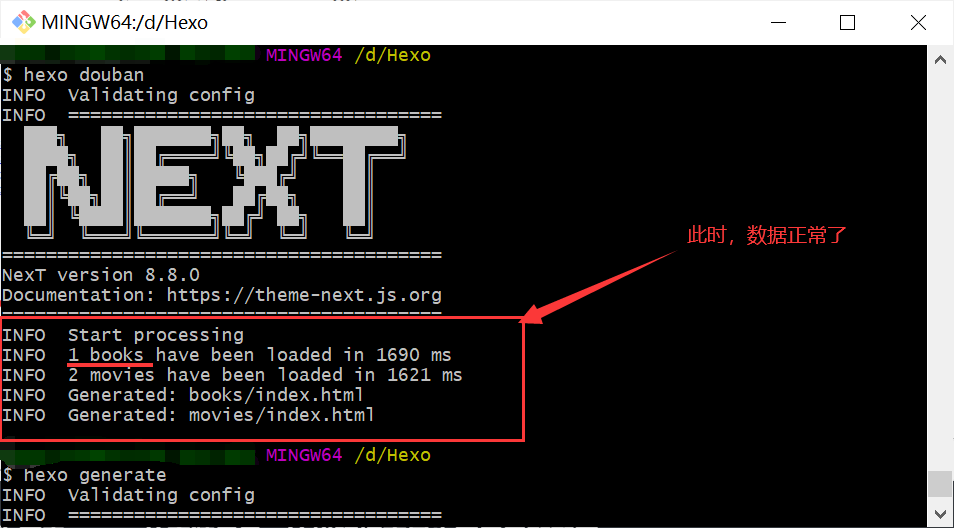 MINGW64:/d/Hexo
MINGW64 /d/Hexo
$ hexo douban
INFO  Validating config
INFO  ==================================
NEXT
========================================
NexT version 8.8.0
Documentation: https://theme-next.js.org
========================================
此时，数据正常了
INFO  Start processing
INFO  1 books have been loaded in 1690 ms
INFO  2 movies have been loaded in 1621 ms
INFO  Generated: books/index.html
INFO  Generated: movies/index.html
MINGW64 /d/Hexo
$ hexo generate
INFO  Validating config
INFO  ==================================